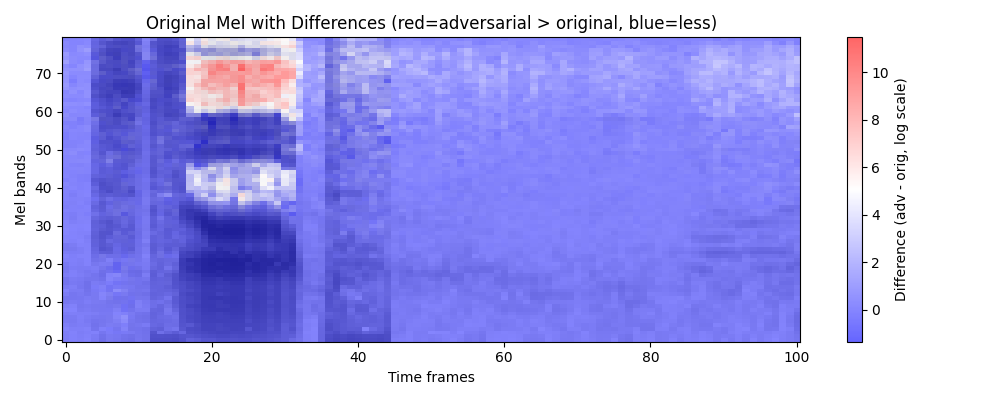 Original Mel with Differences (red=adversarial > original, blue=less)
Mel bands
70
60
50
40
30
20
10
0
0 20 40 60 80 100
Time frames
10
8
6
4
2
0
Difference (adv - orig, log scale)